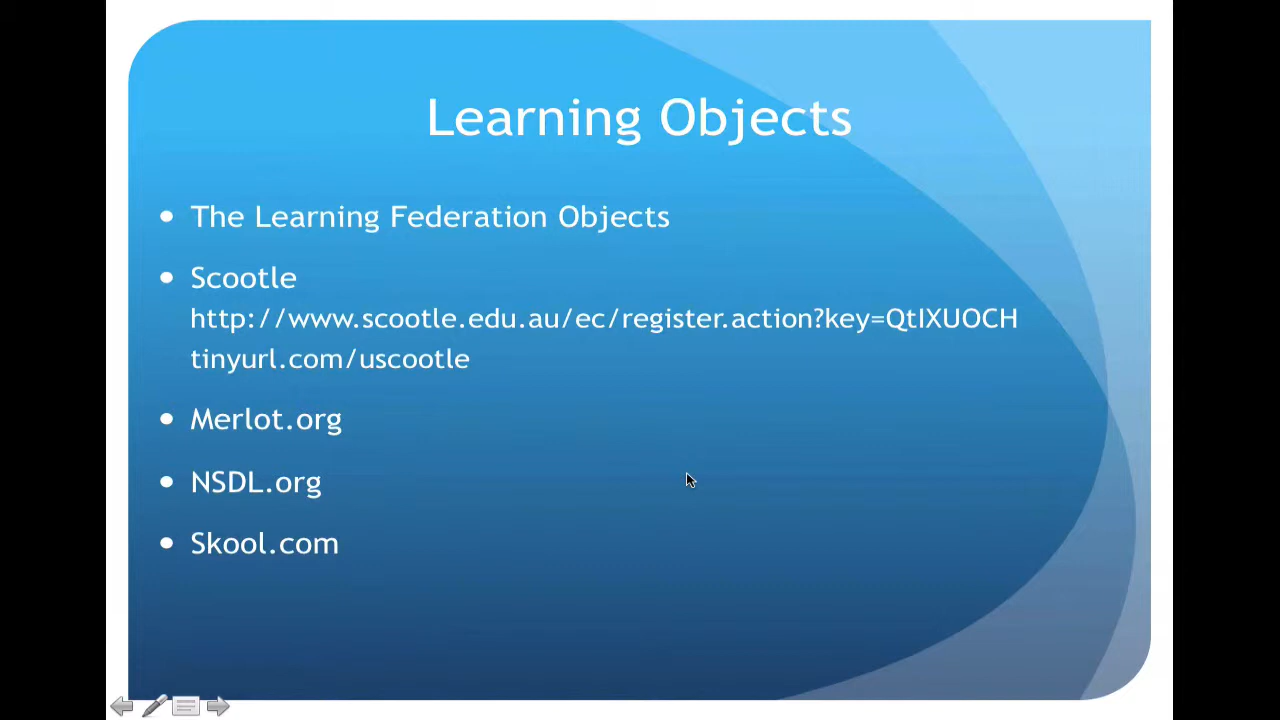 Learning Objects
• The Learning Federation Objects
• Scootle
http://www.scootle.edu.au/ec/register.action?key=QtIXUOCH
tinyurl.com/uscootle
• Merlot.org
• NSDL.org
• Skool.com